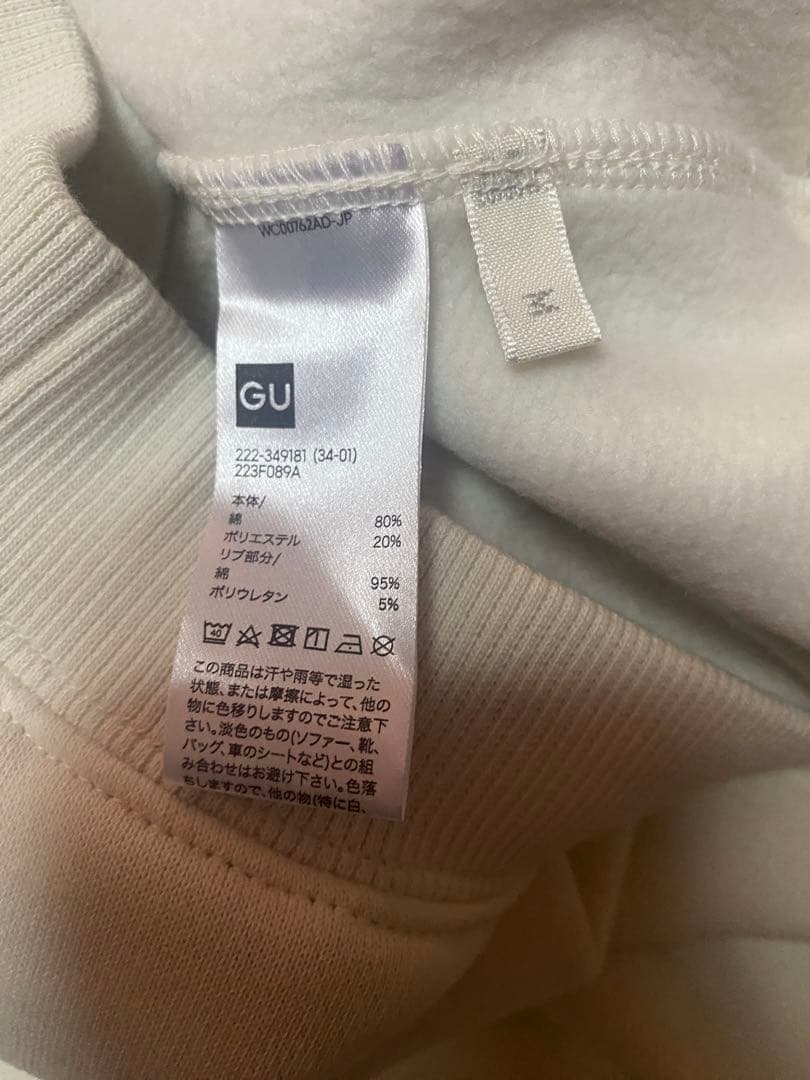 WC00762AD-JP
M
GU
222-349181 (34-01)
223F089A
本体/
綿 80%
ポリエステル 20%
リブ部分/
綿 95%
ポリウレタン 5%
40
この商品は汗や雨等で湿った
状態、または摩擦によって、他の
物に色移りしますのでご注意下
さい。淡色のもの(ソファー、靴、
バッグ、車のシートなど)との組
み合わせはお避け下さい。色落
ちしますので、他の物(特に白、